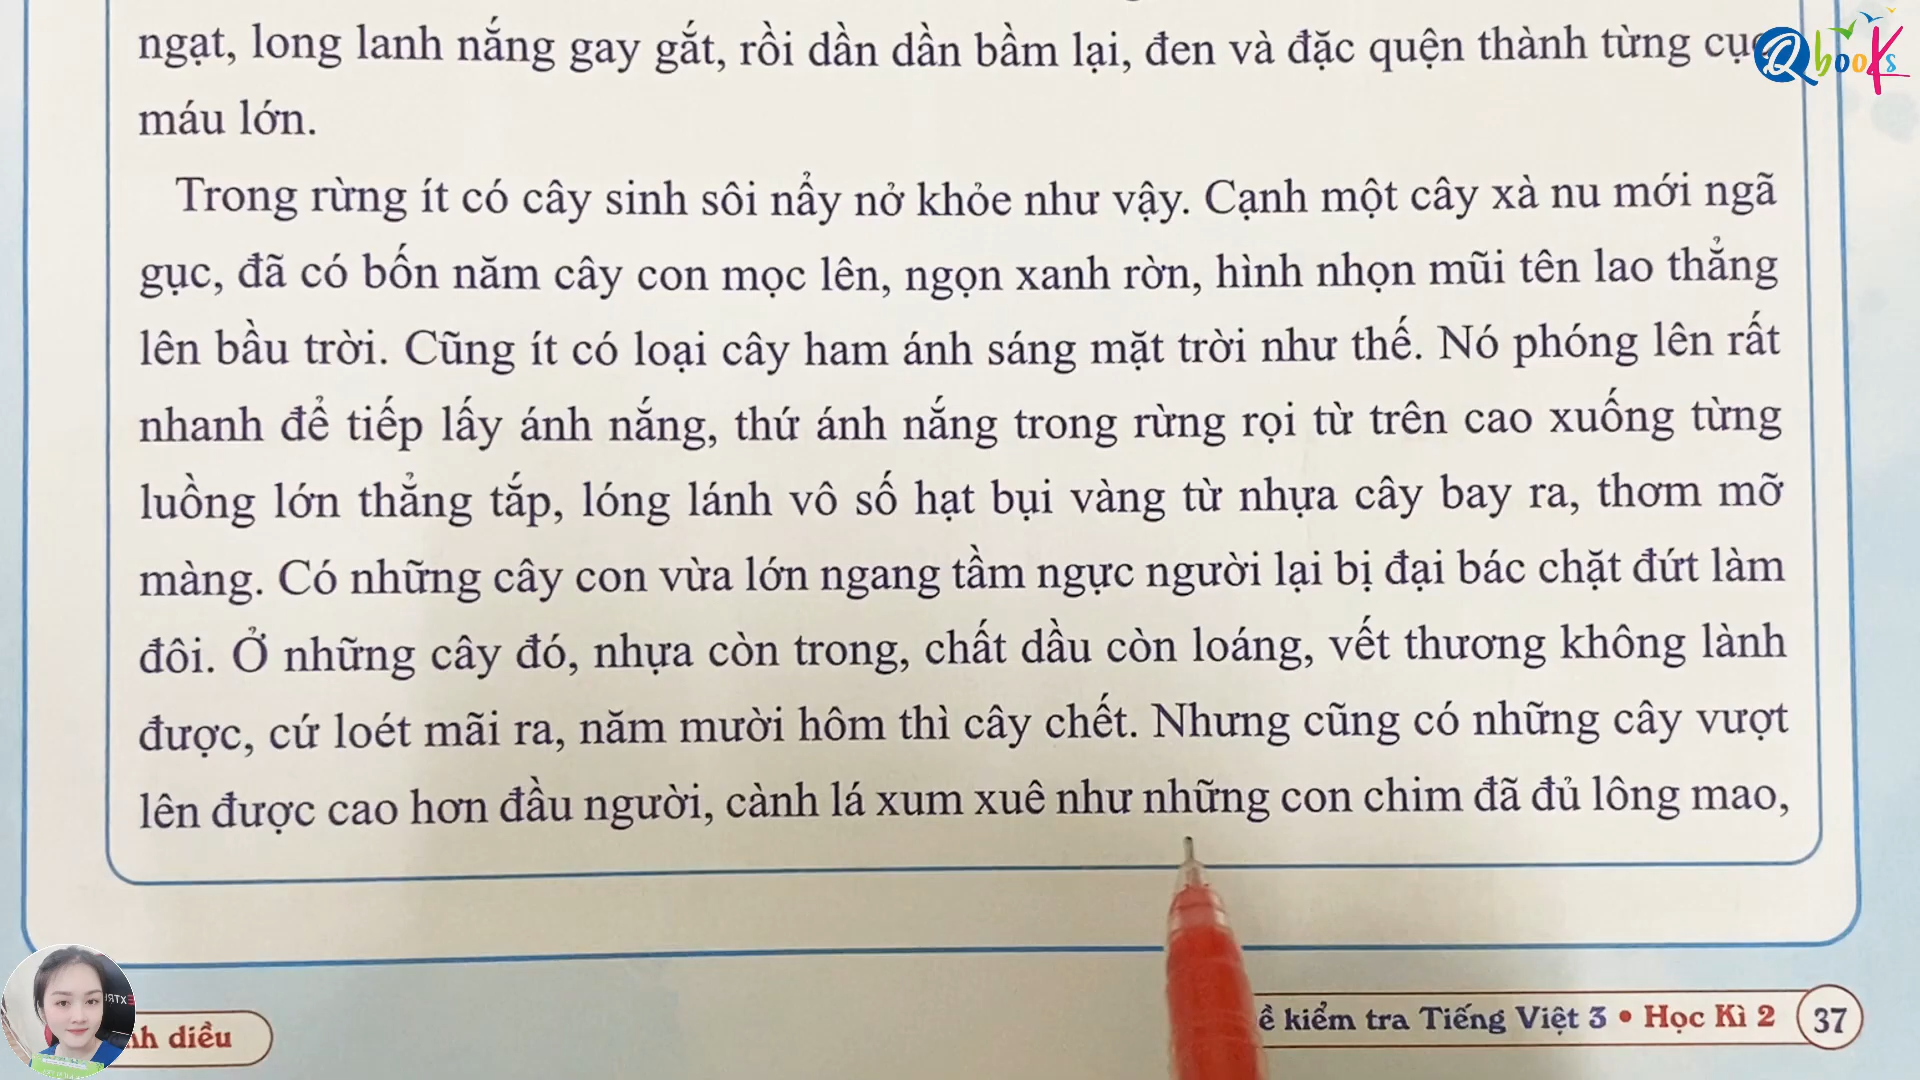 ngạt, long lanh nắng gay gắt, rồi dần dần bầm lại, đen và đặc quện thành từng
Qbooks
máu lớn.
Trong rừng ít có cây sinh sôi nẩy nở khỏe như vậy. Cạnh một cây xà nu mới ngã
gục, đã có bốn năm cây con mọc lên, ngọn xanh rờn, hình nhọn mũi tên lao thẳng
lên bầu trời. Cũng ít có loại cây ham ánh sáng mặt trời như thế. Nó phóng lên rất
nhanh để tiếp lấy ánh nắng, thứ ánh nắng trong rừng rọi từ trên cao xuống từng
luồng lớn thẳng tắp, lóng lánh vô số hạt bụi vàng từ nhựa cây bay ra, thơm mỡ
màng. Có những cây con vừa lớn ngang tầm ngực người lại bị đại bác chặt đứt làm
đôi. Ở những cây đó, nhựa còn trong, chất dầu còn loáng, vết thương không lành
được, cứ loét mãi ra, năm mười hôm thì cây chết. Nhưng cũng có những cây vượt
lên được cao hơn đầu người, cành lá xum xuê như những con chim đã đủ lông mao,
diều
kiểm tra Tiếng Việt 3 • Học Kì 2 37